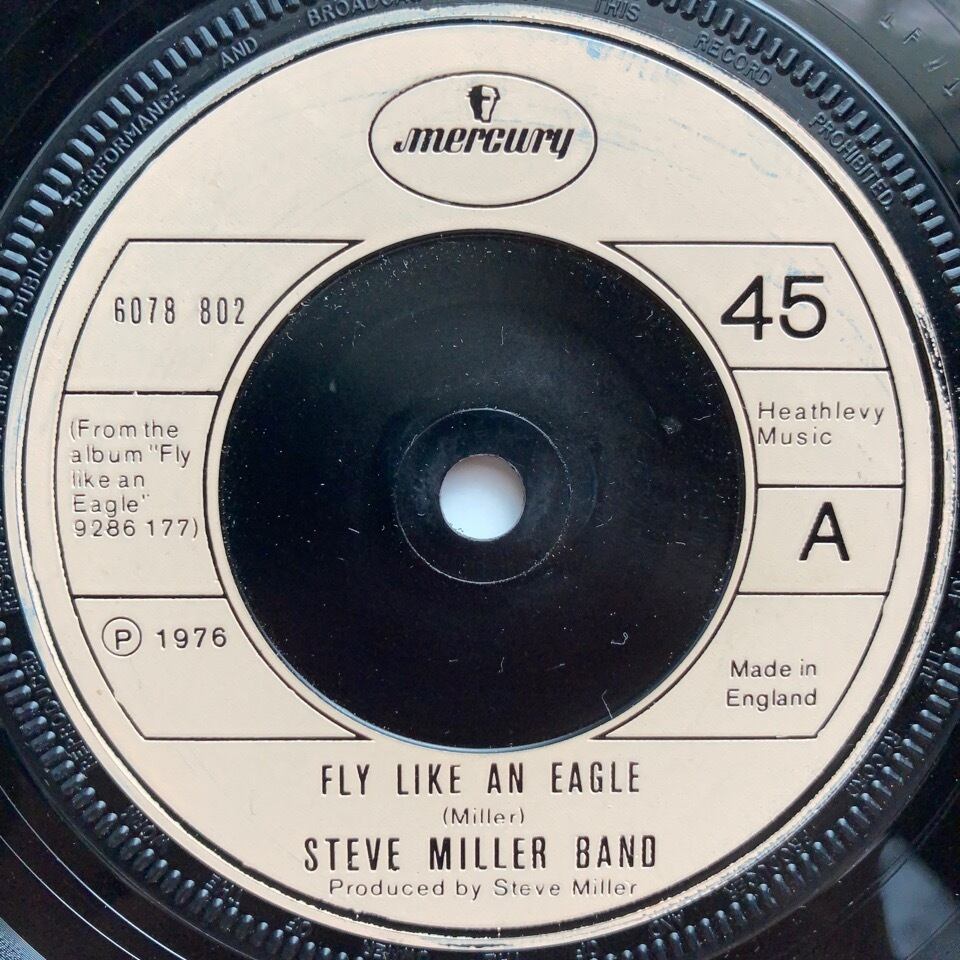 PUBLIC PERFORMANCE AND BROADCA
THIS RECORD PROHIBITED.
mercury
6078 802
45
(From the
album "Fly
like an
Eagle"
9286 177)
Heathlevy
Music
A
℗ 1976
Made in
England
FLY LIKE AN EAGLE
(Miller)
STEVE MILLER BAND
Produced by Steve Miller